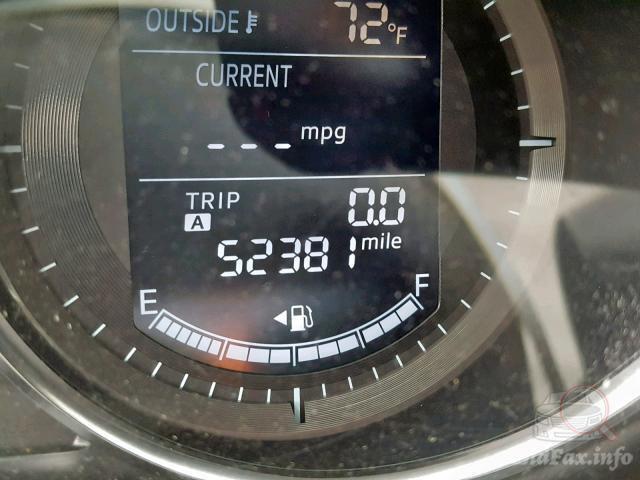 OUTSIDE 72°F
CURRENT
--- mpg
TRIP A 0.0
52381 mile
E F